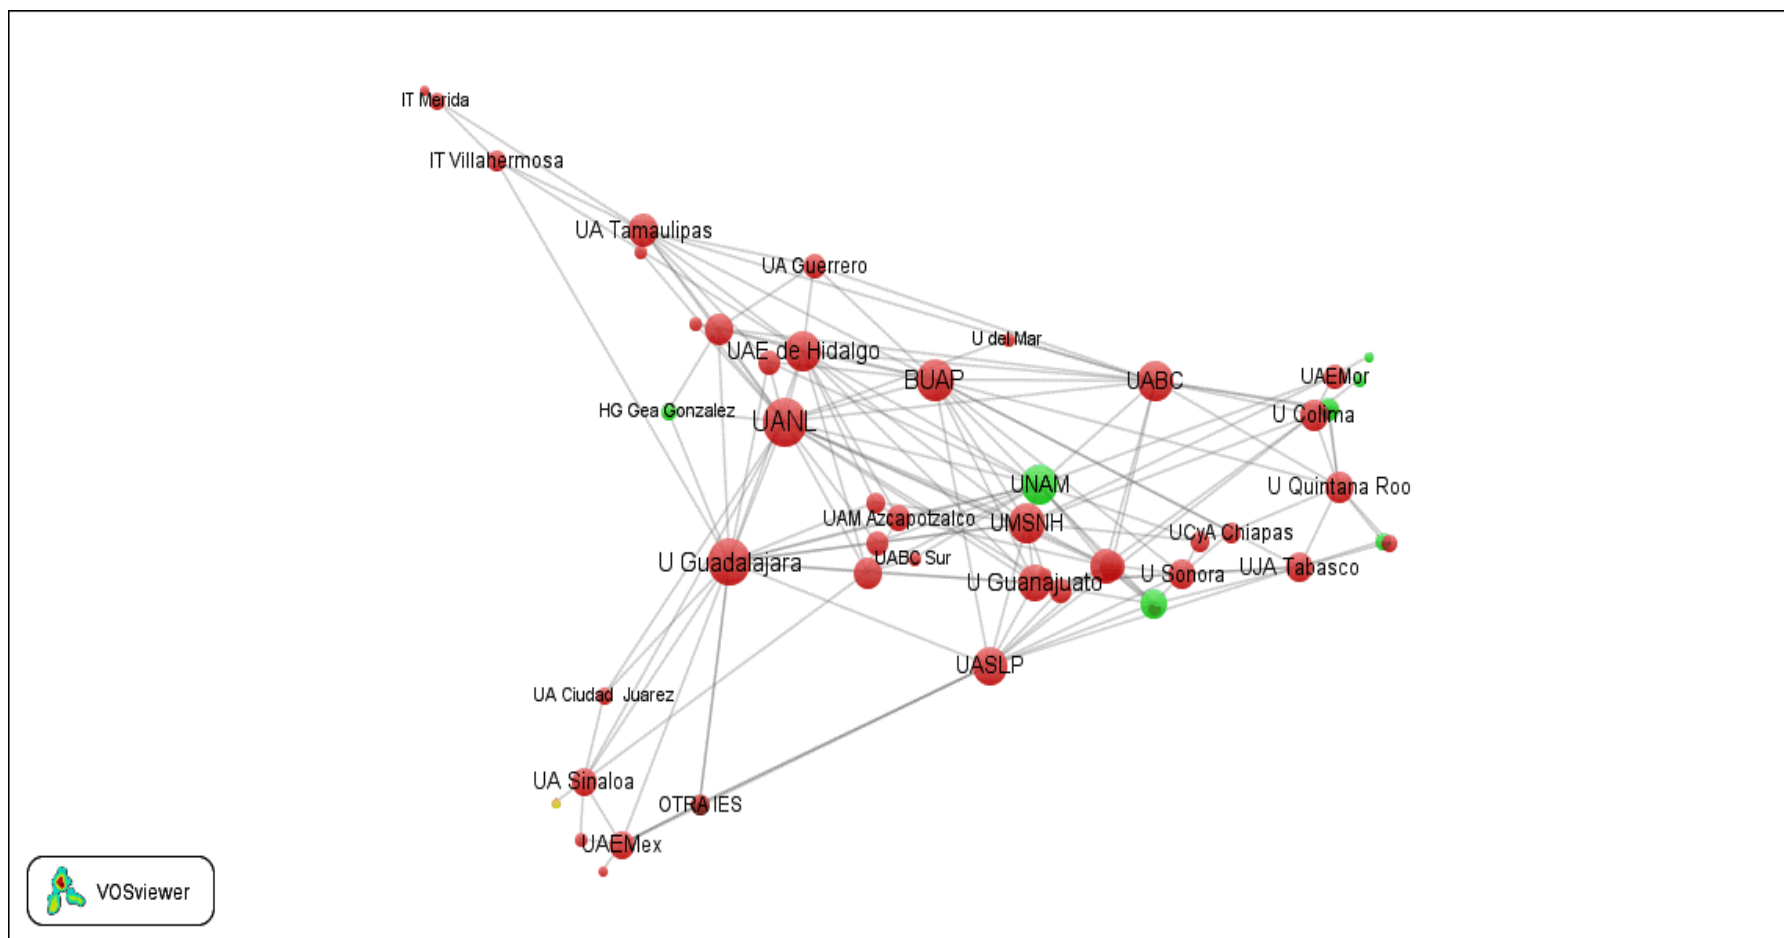 IT Merida
IT Villahermosa
UA Tamaulipas
UA Guerrero
U del Mar
UAE de Hidalgo
BUAP
UABC
UAEMor
HG Gea Gonzalez
U Colima
UANL
UNAM
U Quintana Roo
UAM Azcapotzalco
UMSNH
UCyA Chiapas
UABC Sur
U Guadalajara
U Guanajuato
U Sonora
UJA Tabasco
UASLP
UA Ciudad Juarez
UA Sinaloa
OTRA IES
UAEMex
VOSviewer